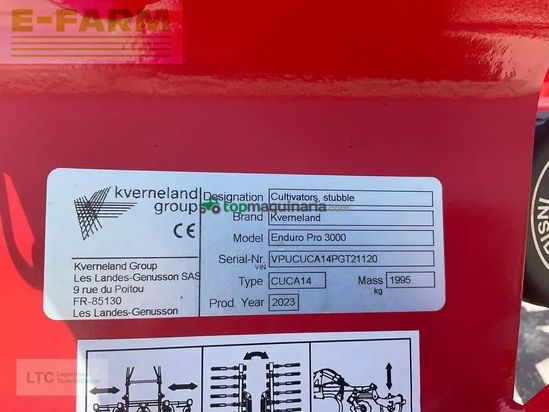 E-FARM
.COM
kverneland
group
CE
Kverneland Group
Les Landes-Genusson SAS
9 rue du Poitou
FR-85130
Les Landes-Genusson
Designation Cultivators, stubble
topmaquinaria.com
Brand Kverneland
Model Enduro Pro 3000
Serial-Nr. VPUCUCA14PGT21120
VIN
Type CUCA14 Mass 1995
kg
Prod. Year 2023
LTC